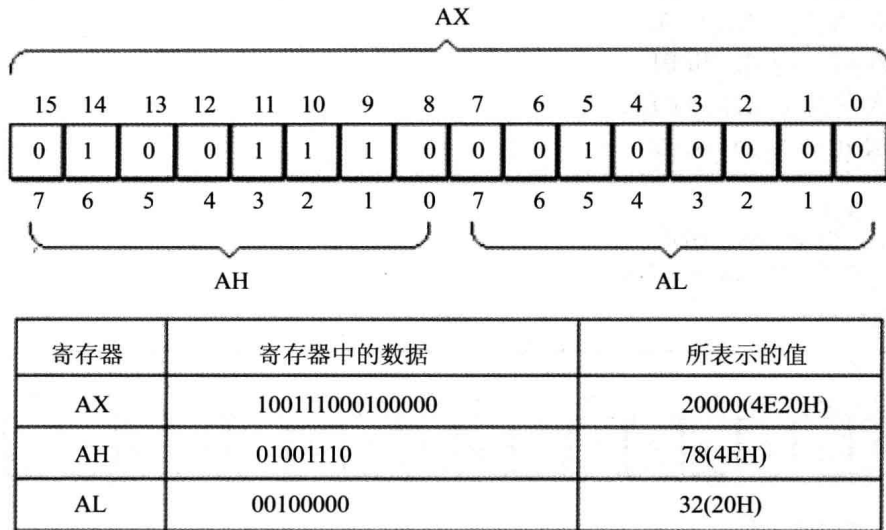 AX
15 14 13 12 11 10 9 8 7 6 5 4 3 2 1 0
0 1 0 0 1 1 1 0 0 0 1 0 0 0 0 0
7 6 5 4 3 2 1 0 7 6 5 4 3 2 1 0
AH AL
寄存器 寄存器中的数据 所表示的值
AX 100111000100000 20000(4E20H)
AH 01001110 78(4EH)
AL 00100000 32(20H)